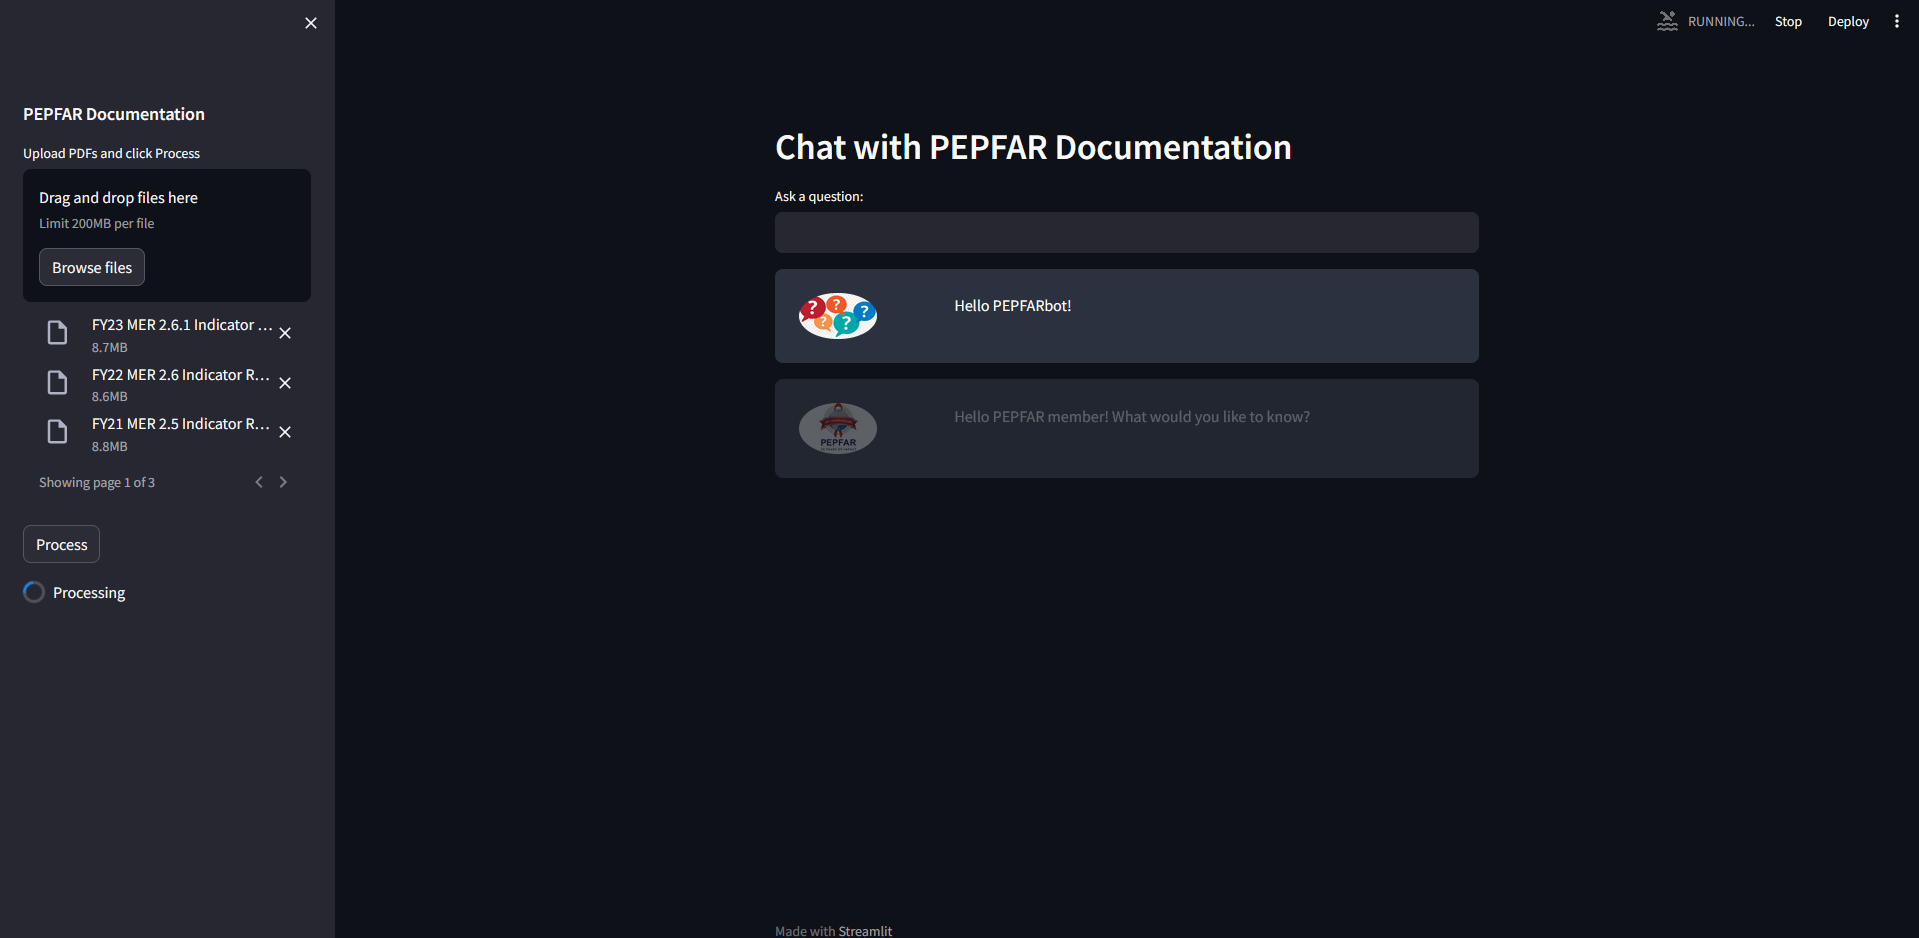 RUNNING...
Stop
Deploy
PEPFAR Documentation
Upload PDFs and click Process
Drag and drop files here
Limit 200MB per file
Browse files
FY23 MER 2.6.1 Indicator ...
8.7MB
FY22 MER 2.6 Indicator R...
8.6MB
FY21 MER 2.5 Indicator R...
8.8MB
Showing page 1 of 3
Process
Processing
Chat with PEPFAR Documentation
Ask a question:
? ? ? ? ?
Hello PEPFARbot!
PEPFAR
Hello PEPFAR member! What would you like to know?
Made with Streamlit